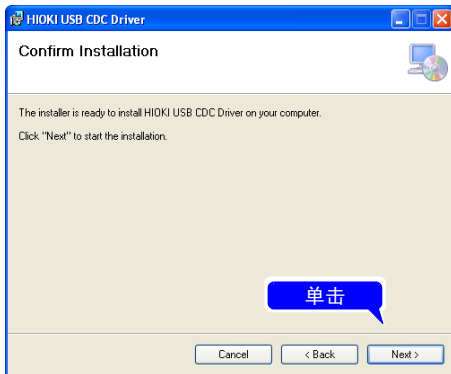 HIOKI USB CDC Driver
Confirm Installation
The installer is ready to install HIOKI USB CDC Driver on your computer.
Click "Next" to start the installation.
单击
Cancel
< Back
Next >